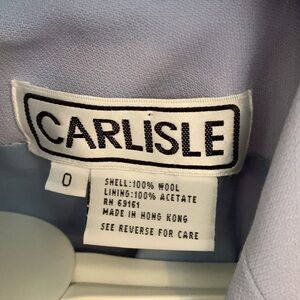 CARLISLE
0
SHELL:100% WOOL
LINING:100% ACETATE
RN 69161
MADE IN HONG KONG
SEE REVERSE FOR CARE